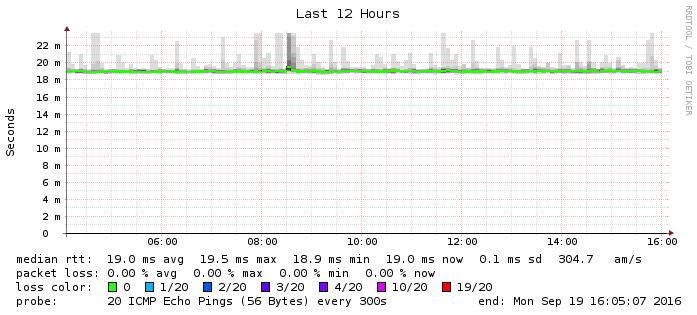 Last 12 Hours
RRDTOOL / TOBI OETIKER
Seconds
22 m
20 m
18 m
16 m
14 m
12 m
10 m
8 m
6 m
4 m
2 m
0
06:00 08:00 10:00 12:00 14:00 16:00
median rtt: 19.0 ms avg 19.5 ms max 18.9 ms min 19.0 ms now 0.1 ms sd 304.7 am/s
packet loss: 0.00 % avg 0.00 % max 0.00 % min 0.00 % now
loss color: 0 1/20 2/20 3/20 4/20 10/20 19/20
probe: 20 ICMP Echo Pings (56 Bytes) every 300s end: Mon Sep 19 16:05:07 2016